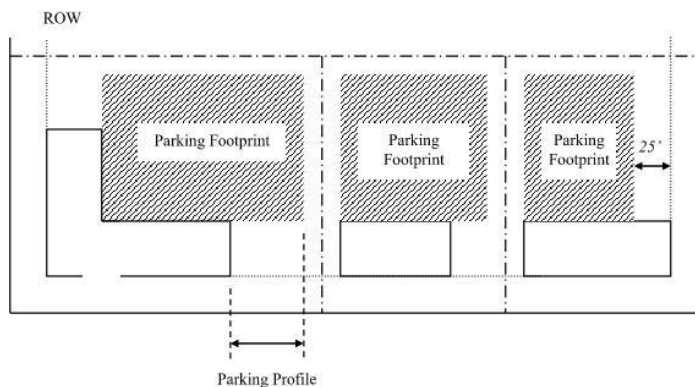 ROW
Parking Footprint
Parking
Footprint
Parking
Footprint
25’
Parking Profile